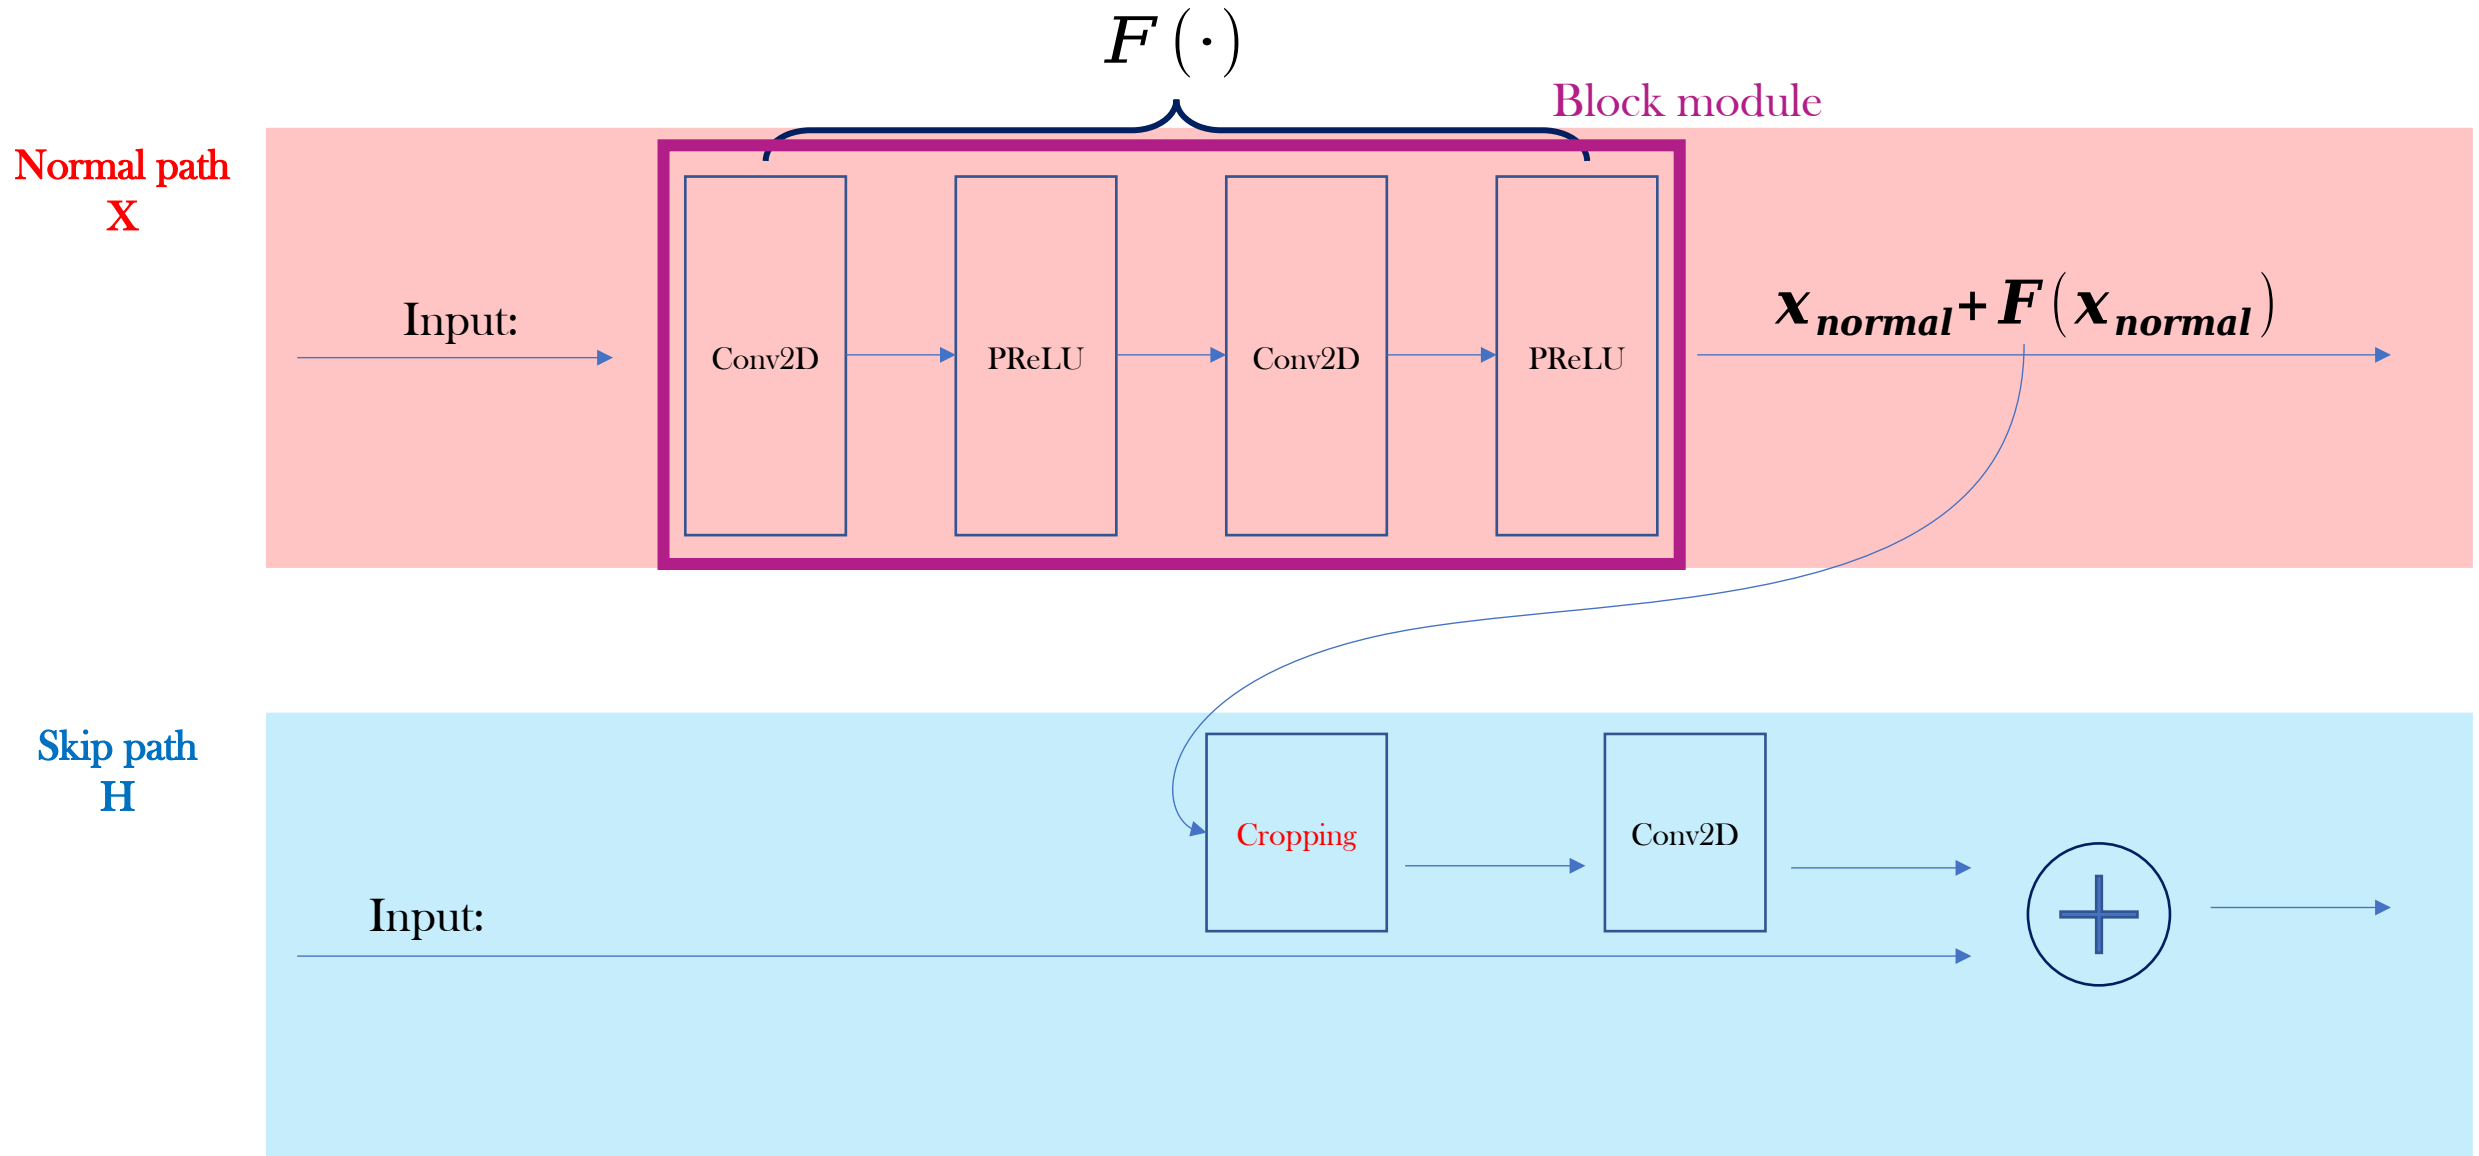 F(·)
Block module
Normal path
X
Input:
Conv2D
PReLU
Conv2D
PReLU
x_normal + F(x_normal)
Skip path
H
Cropping
Conv2D
Input:
+